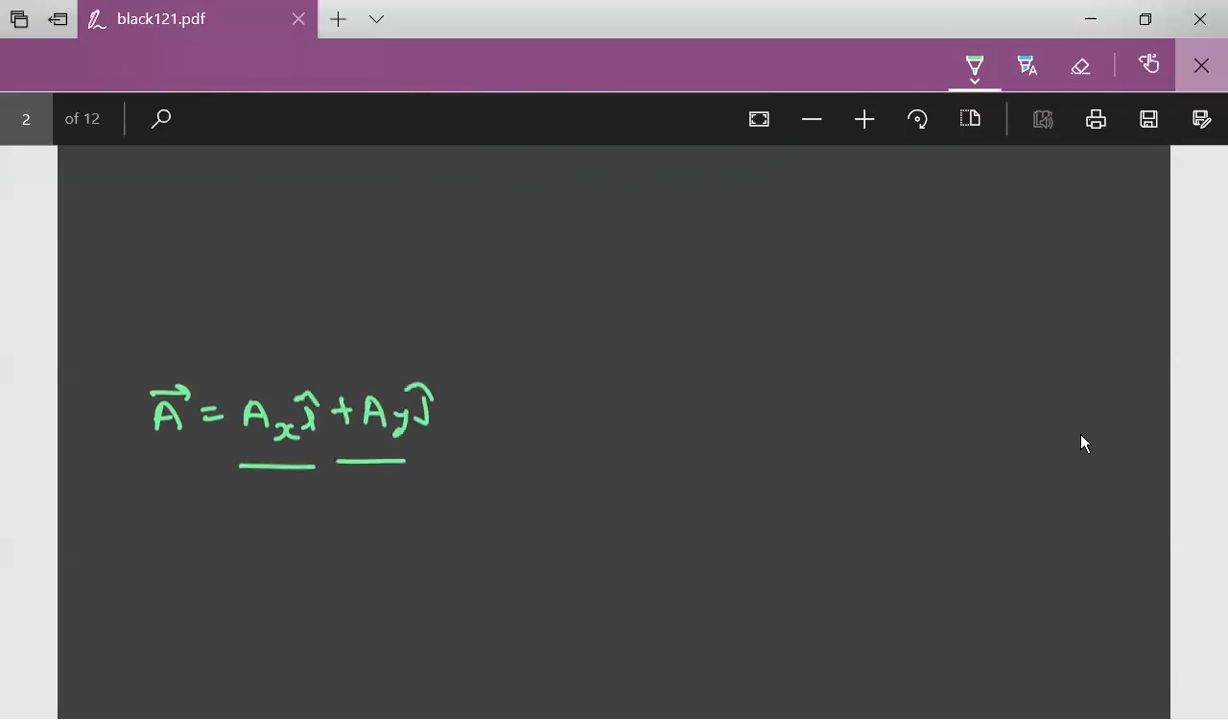 black121.pdf
2 of 12
A⃗ = Aₓî + Aᵧĵ